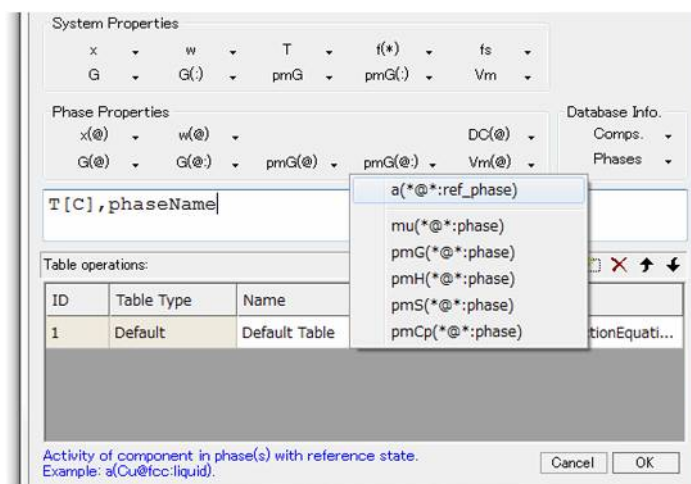 System Properties
x w T f(*) fs
G G(:) pmG pmG(:) Vm
Phase Properties
Database Info.
x(@) w(@) DC(@) Comps.
G(@) G(@:) pmG(@) pmG(@:) Vm(@) Phases
a(*@*:ref_phase)
T[C],phaseName
mu(*@*:phase)
pmG(*@*:phase)
pmH(*@*:phase)
pmS(*@*:phase)
pmCp(*@*:phase)
Table operations:
ID Table Type Name
1 Default Default Table ctionEquati...
Activity of component in phase(s) with reference state.
Example: a(Cu@fcc:liquid).
Cancel OK